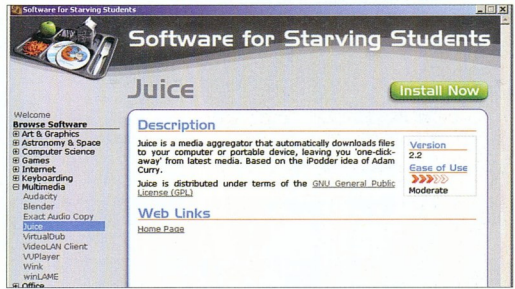 Software for Starving Students
Software for Starving Students
Juice
Install Now
Welcome
Browse Software
Art & Graphics
Astronomy & Space
Computer Science
Games
Internet
Keyboarding
Multimedia
Audacity
Blender
Exact Audio Copy
Juice
VirtualDub
VideoLAN Client
VUPlayer
Wink
winLAME
Office
Description
Juice is a media aggregator that automatically downloads files
to your computer or portable device, leaving you 'one-click-
away' from latest media. Based on the iPodder idea of Adam
Curry.
Juice is distributed under terms of the GNU General Public
License (GPL)
Web Links
Home Page
Version
2.2
Ease of Use
Moderate